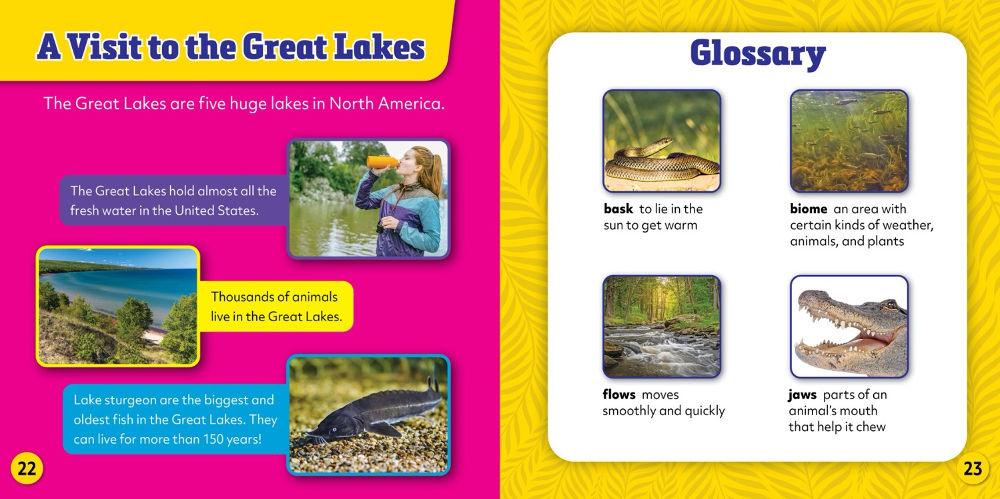 A Visit to the Great Lakes
The Great Lakes are five huge lakes in North America.
The Great Lakes hold almost all the
fresh water in the United States.
Thousands of animals
live in the Great Lakes.
Lake sturgeon are the biggest and
oldest fish in the Great Lakes. They
can live for more than 150 years!
22
Glossary
bask to lie in the
sun to get warm
biome an area with
certain kinds of weather,
animals, and plants
flows moves
smoothly and quickly
jaws parts of an
animal's mouth
that help it chew
23